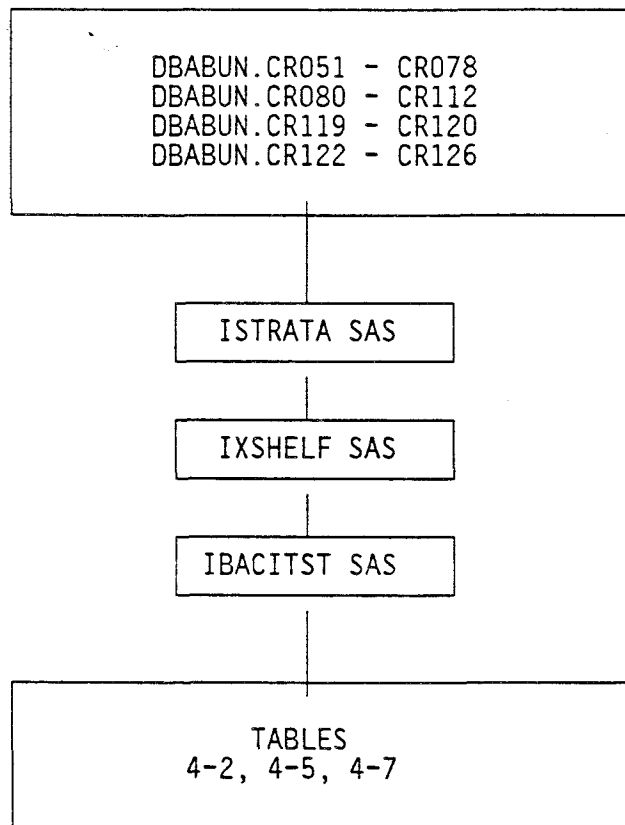 DBABUN.CR051 - CR078
DBABUN.CR080 - CR112
DBABUN.CR119 - CR120
DBABUN.CR122 - CR126
ISTRATA SAS
IXSHELF SAS
IBACITST SAS
TABLES
4-2, 4-5, 4-7